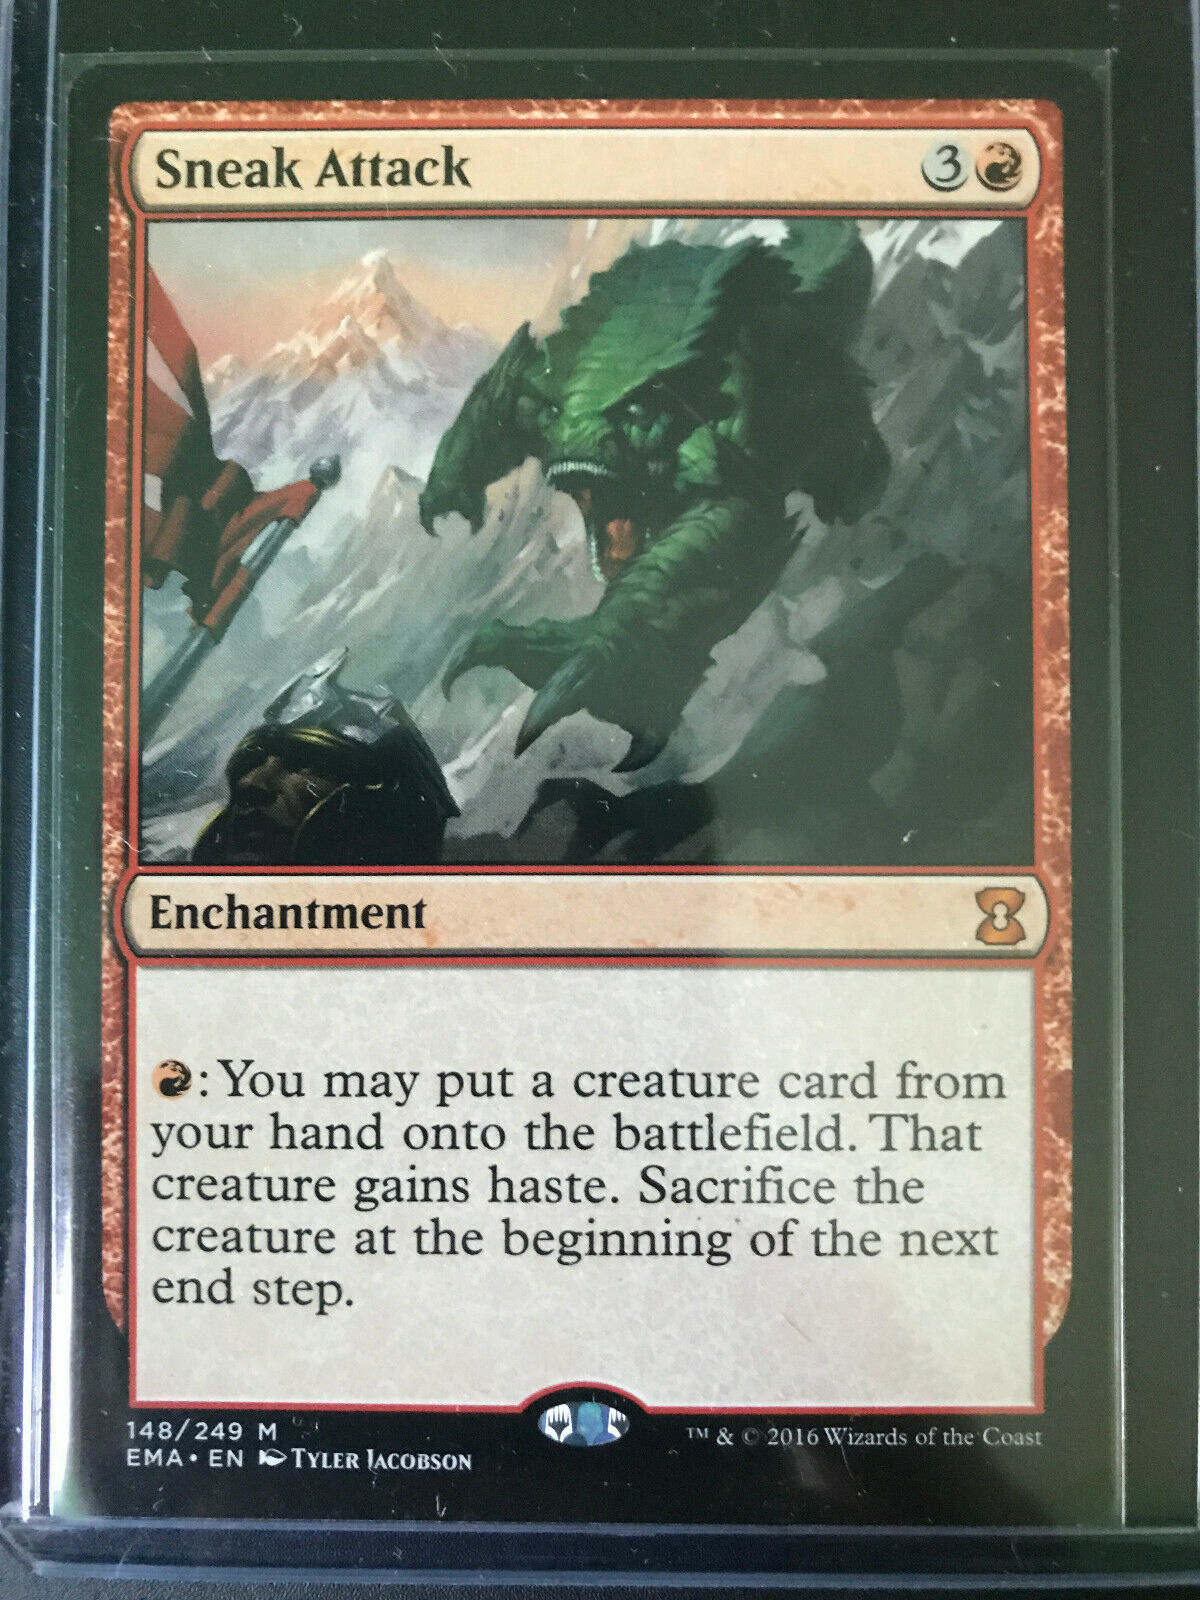 Sneak Attack 3
Enchantment
: You may put a creature card from
your hand onto the battlefield. That
creature gains haste. Sacrifice the
creature at the beginning of the next
end step.
148/249 M
EMA • EN Tyler Jacobson
™ & © 2016 Wizards of the Coast